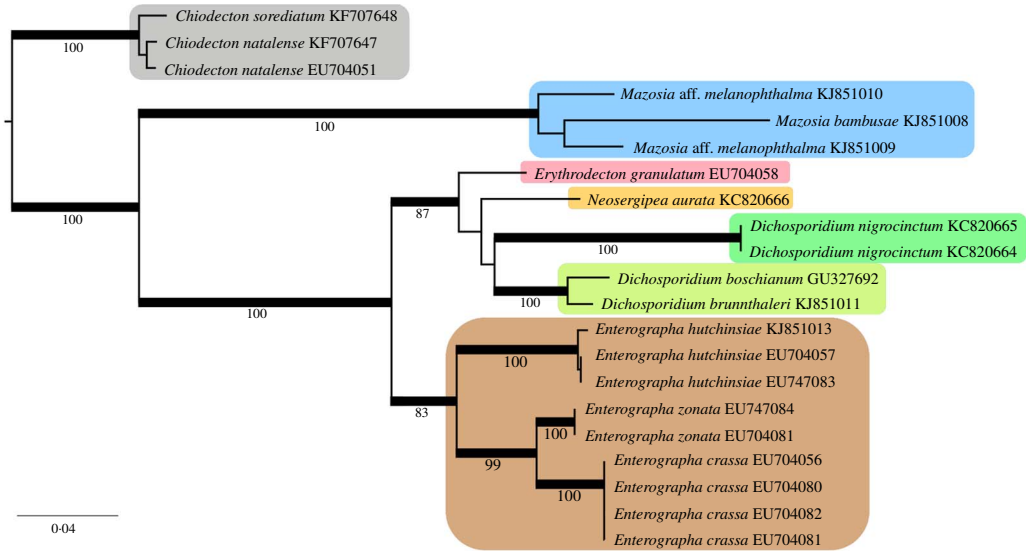 Chiodecton sorediatum KF707648
Chiodecton natalense KF707647
100
Chiodecton natalense EU704051
Mazosia aff. melanophthalma KJ851010
Mazosia bambusae KJ851008
100
Mazosia aff. melanophthalma KJ851009
Erythrodecton granulatum EU704058
Neosergipea aurata KC820666
100
87
Dichosporidium nigrocinctum KC820665
100
Dichosporidium nigrocinctum KC820664
Dichosporidium boschianum GU327692
100
Dichosporidium brunnthaleri KJ851011
100
Enterographa hutchinsiae KJ851013
Enterographa hutchinsiae EU704057
100
Enterographa hutchinsiae EU747083
Enterographa zonata EU747084
83
100
Enterographa zonata EU704081
99
Enterographa crassa EU704056
Enterographa crassa EU704080
100
Enterographa crassa EU704082
0·04
Enterographa crassa EU704081